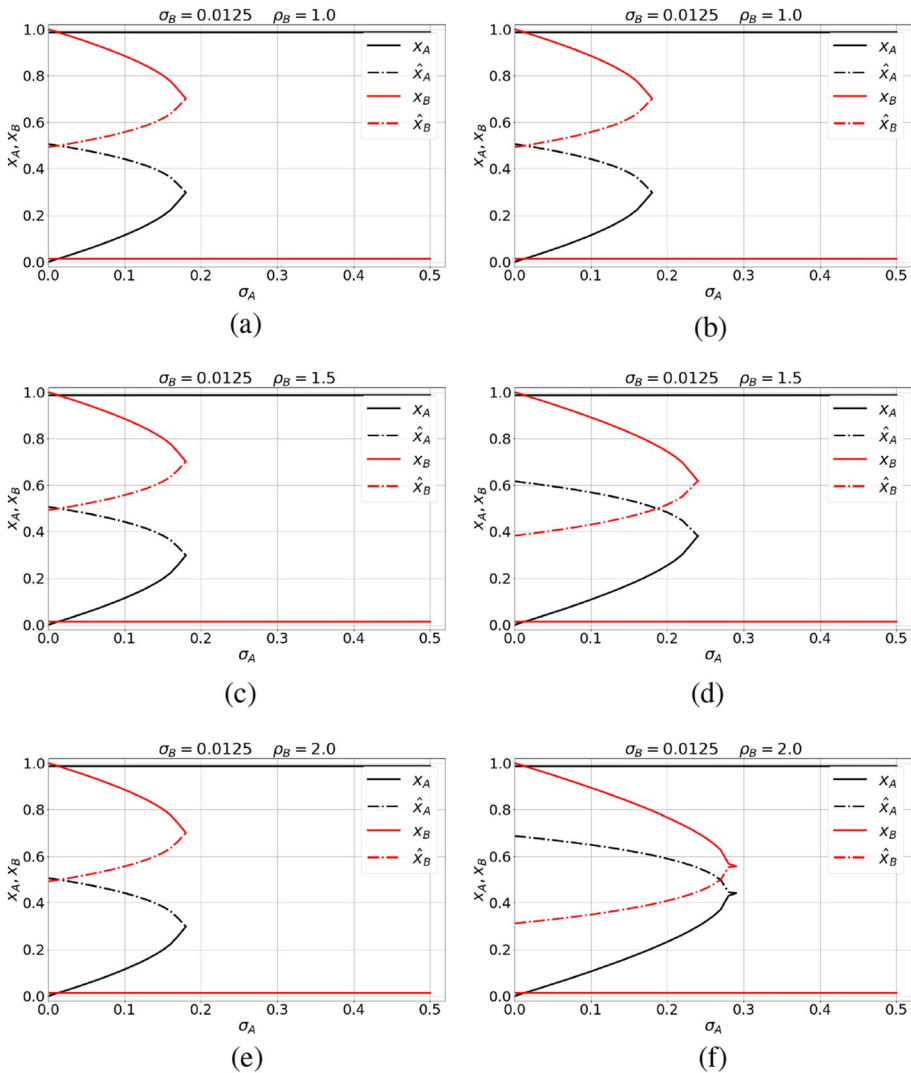 σ_B = 0.0125 ρ_B = 1.0
x_A, x_B
1.0
0.8
0.6
0.4
0.2
0.0
0.0 0.1 0.2 0.3 0.4 0.5
σ_A
x_A
x̂_A
x_B
x̂_B
(a)
σ_B = 0.0125 ρ_B = 1.0
x_A, x_B
1.0
0.8
0.6
0.4
0.2
0.0
0.0 0.1 0.2 0.3 0.4 0.5
σ_A
x_A
x̂_A
x_B
x̂_B
(b)
σ_B = 0.0125 ρ_B = 1.5
x_A, x_B
1.0
0.8
0.6
0.4
0.2
0.0
0.0 0.1 0.2 0.3 0.4 0.5
σ_A
x_A
x̂_A
x_B
x̂_B
(c)
σ_B = 0.0125 ρ_B = 1.5
x_A, x_B
1.0
0.8
0.6
0.4
0.2
0.0
0.0 0.1 0.2 0.3 0.4 0.5
σ_A
x_A
x̂_A
x_B
x̂_B
(d)
σ_B = 0.0125 ρ_B = 2.0
x_A, x_B
1.0
0.8
0.6
0.4
0.2
0.0
0.0 0.1 0.2 0.3 0.4 0.5
σ_A
x_A
x̂_A
x_B
x̂_B
(e)
σ_B = 0.0125 ρ_B = 2.0
x_A, x_B
1.0
0.8
0.6
0.4
0.2
0.0
0.0 0.1 0.2 0.3 0.4 0.5
σ_A
x_A
x̂_A
x_B
x̂_B
(f)